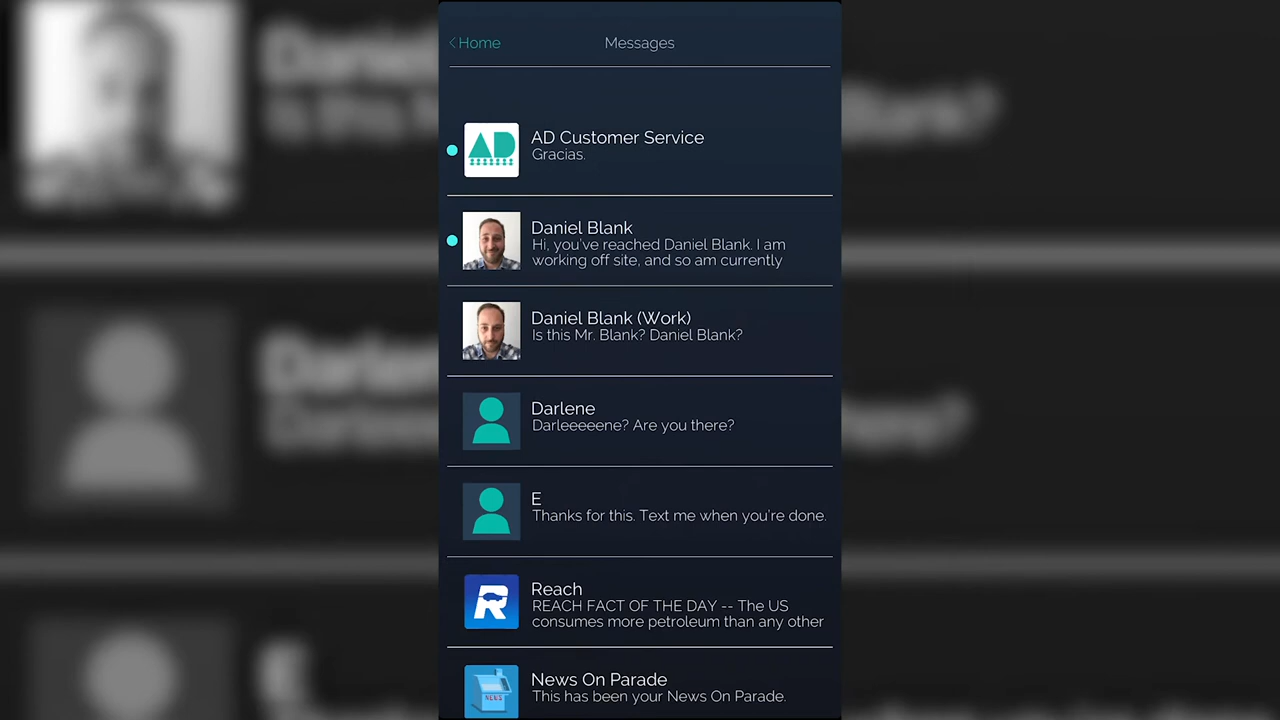 Home
Messages
AD
AD Customer Service
Gracias.
Daniel Blank
Hi, you've reached Daniel Blank. I am
working off site, and so am currently
Daniel Blank (Work)
Is this Mr. Blank? Daniel Blank?
Darlene
Darleeeeene? Are you there?
E
Thanks for this. Text me when you're done.
R
Reach
REACH FACT OF THE DAY -- The US
consumes more petroleum than any other
NEWS
News On Parade
This has been your News On Parade.